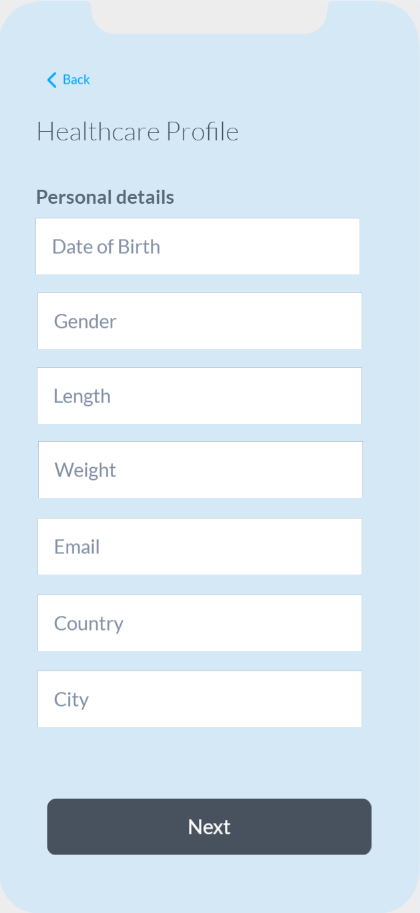 Back
Healthcare Profile
Personal details
Date of Birth
Gender
Length
Weight
Email
Country
City
Next